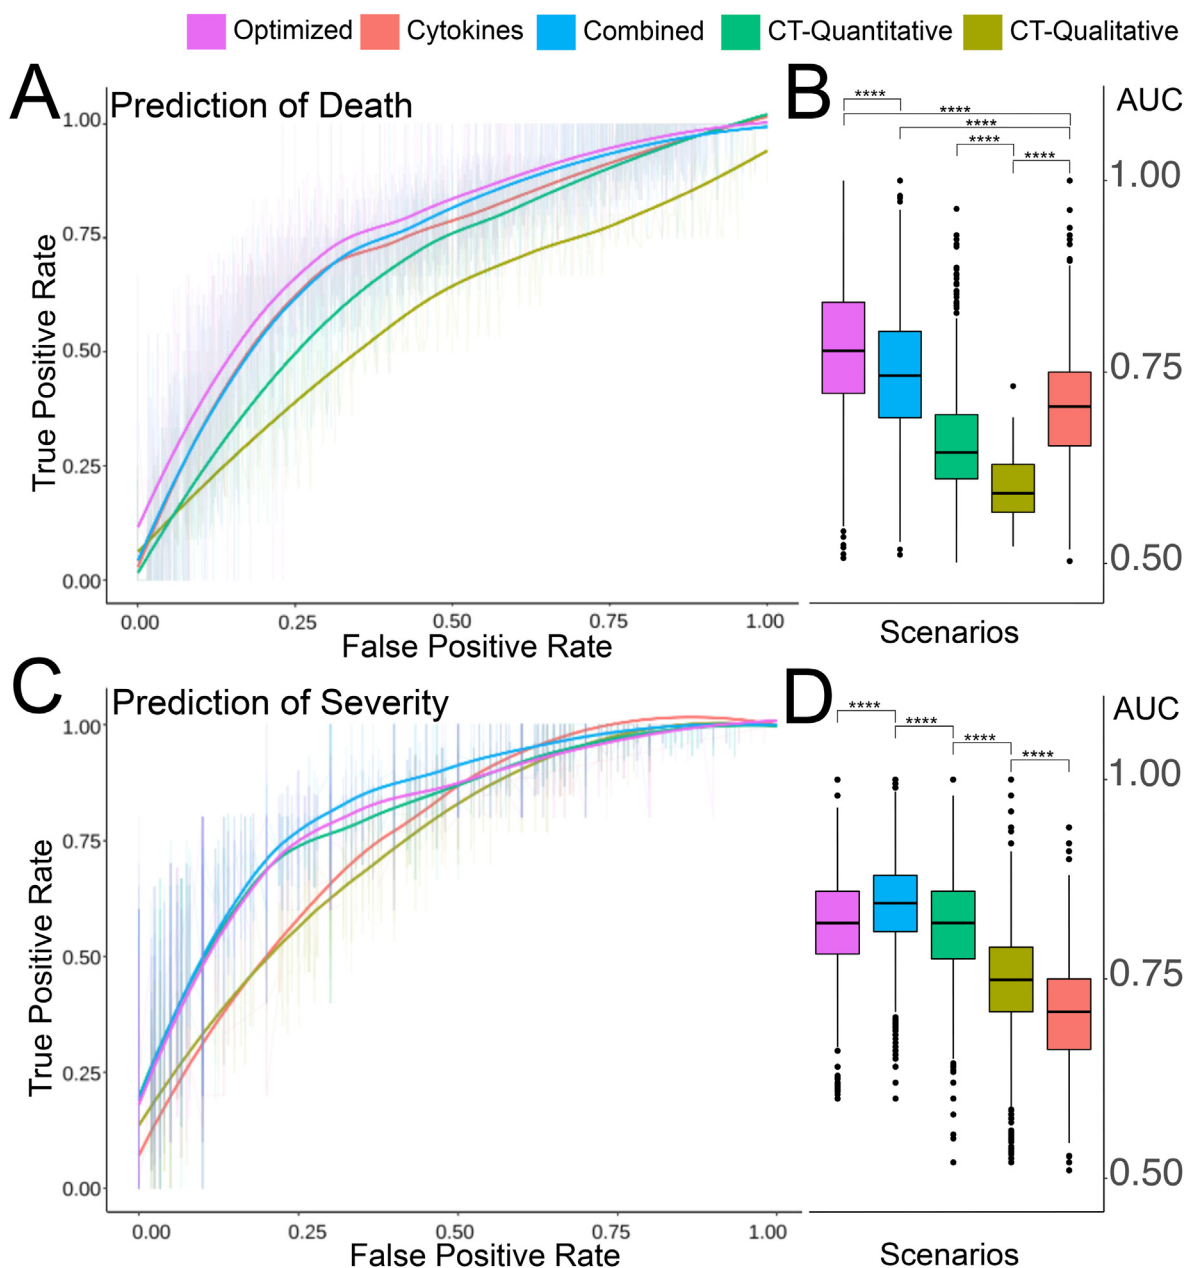 Optimized Cytokines Combined CT-Quantitative CT-Qualitative
A Prediction of Death
1.00
0.75
0.50
0.25
0.00
True Positive Rate
0.00 0.25 0.50 0.75 1.00
False Positive Rate
B
AUC
****
****
****
****
****
1.00
0.75
0.50
Scenarios
C Prediction of Severity
1.00
0.75
0.50
0.25
0.00
True Positive Rate
0.00 0.25 0.50 0.75 1.00
False Positive Rate
D
AUC
****
****
****
****
1.00
0.75
0.50
Scenarios